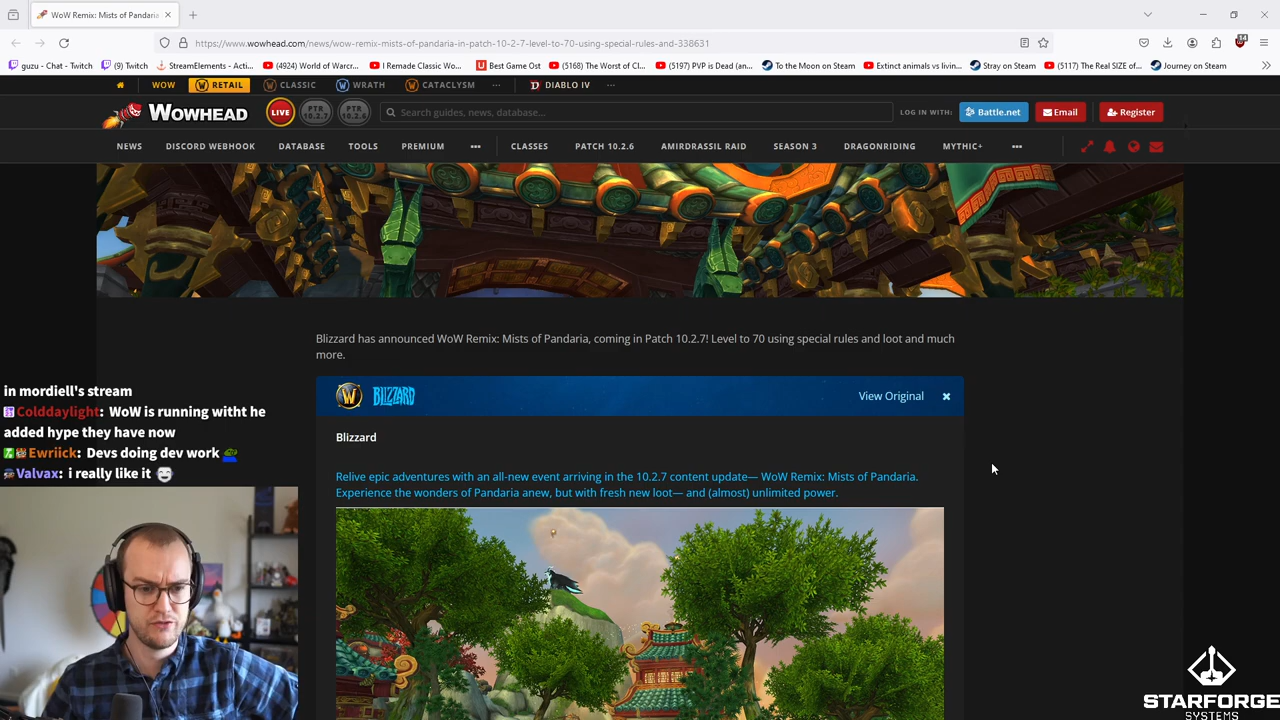 WoW Remix: Mists of Pandaria
https://www.wowhead.com/news/wow-remix-mists-of-pandaria-in-patch-10-2-7-level-to-70-using-special-rules-and-338631
guzu - Chat - Twitch
(9) Twitch
StreamElements - Acti...
(4924) World of Warcr...
I Remade Classic Wo...
Best Game Ost
(5168) The Worst of Cl...
(5197) PVP is Dead (an...
To the Moon on Steam
Extinct animals vs livin...
Stray on Steam
(5117) The Real SIZE of...
Journey on Steam
WOW
RETAIL
CLASSIC
WRATH
CATACLYSM
DIABLO IV
WOWHEAD
LIVE
PTR
10.2.7
PTR
10.2.6
Search guides, news, database...
LOG IN WITH:
Battle.net
Email
Register
NEWS
DISCORD WEBHOOK
DATABASE
TOOLS
PREMIUM
CLASSES
PATCH 10.2.6
AMIRDRASSIL RAID
SEASON 3
DRAGONRIDING
MYTHIC+
Blizzard has announced WoW Remix: Mists of Pandaria, coming in Patch 10.2.7! Level to 70 using special rules and loot and much
more.
BLIZZARD
View Original
Blizzard
Relive epic adventures with an all-new event arriving in the 10.2.7 content update— WoW Remix: Mists of Pandaria.
Experience the wonders of Pandaria anew, but with fresh new loot— and (almost) unlimited power.
in mordiell's stream
Colddaylight: WoW is running witht he
added hype they have now
Ewriick: Devs doing dev work
Valvax: i really like it
STARFORGE
SYSTEMS